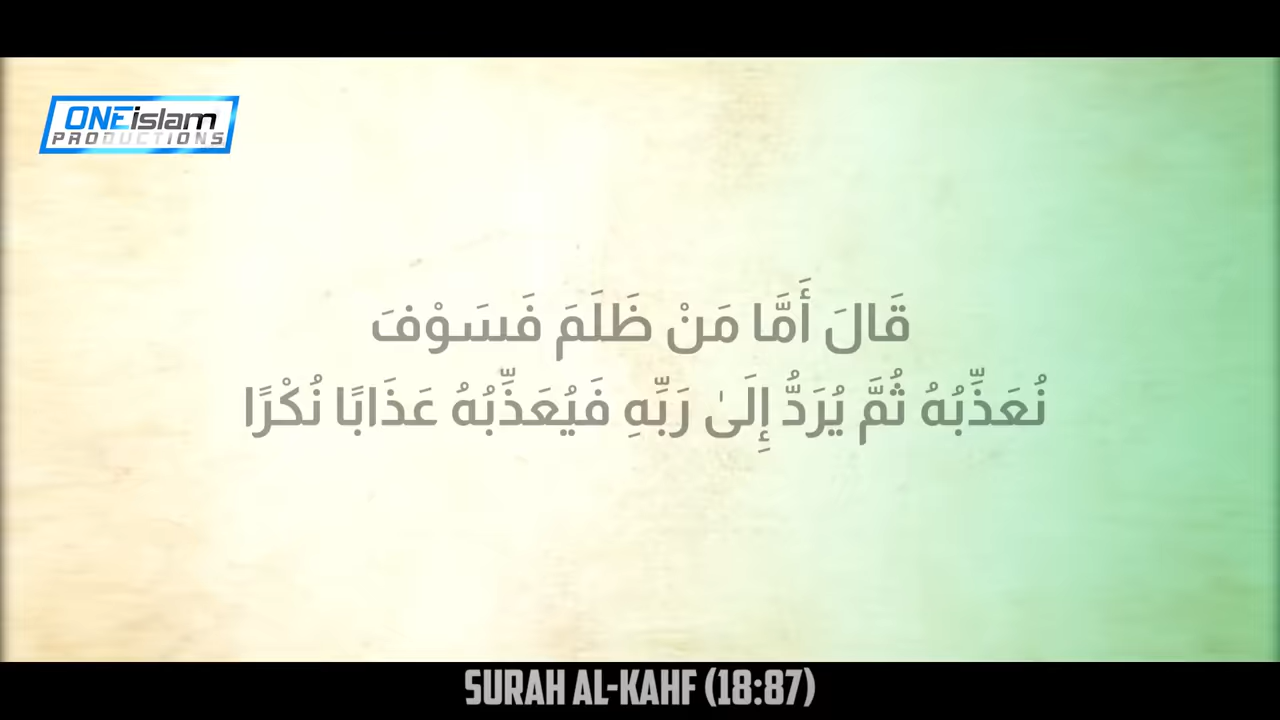 ONEislam
PRODUCTIONS
قَالَ أَمَّا مَنْ ظَلَمَ فَسَوْفَ
نُعَذِّبُهُ ثُمَّ يُرَدُّ إِلَىٰ رَبِّهِ فَيُعَذِّبُهُ عَذَابًا نُكْرًا
SURAH AL-KAHF (18:87)